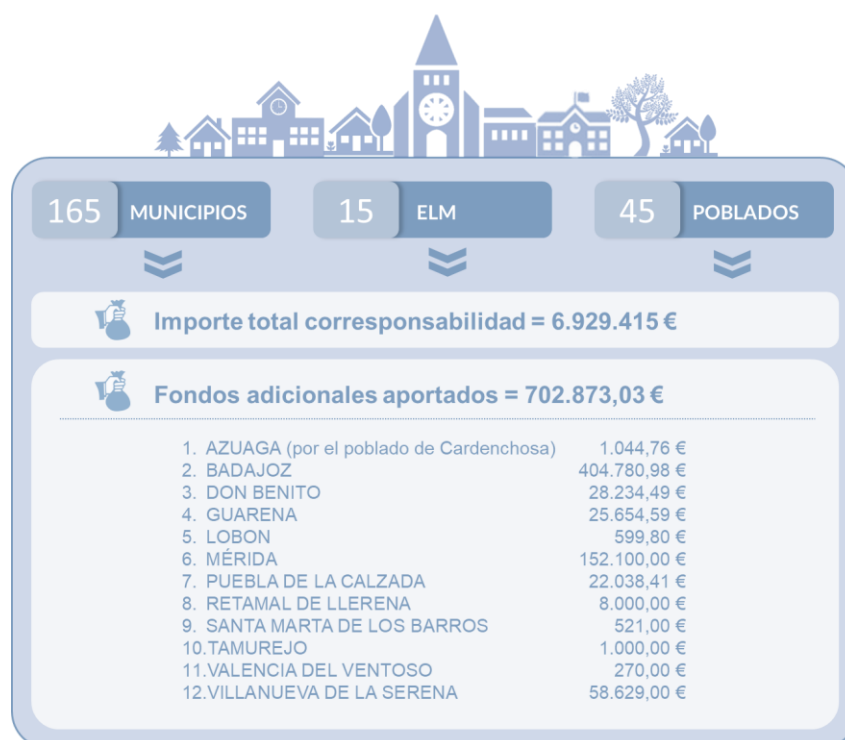 165 MUNICIPIOS 15 ELM 45 POBLADOS
Importe total corresponsabilidad = 6.929.415 €
Fondos adicionales aportados = 702.873,03 €
1. AZUAGA (por el poblado de Cardenchosa) 1.044,76 €
2. BADAJOZ 404.780,98 €
3. DON BENITO 28.234,49 €
4. GUARENA 25.654,59 €
5. LOBON 599,80 €
6. MÉRIDA 152.100,00 €
7. PUEBLA DE LA CALZADA 22.038,41 €
8. RETAMAL DE LLERENA 8.000,00 €
9. SANTA MARTA DE LOS BARROS 521,00 €
10.TAMUREJO 1.000,00 €
11.VALENCIA DEL VENTOSO 270,00 €
12.VILLANUEVA DE LA SERENA 58.629,00 €